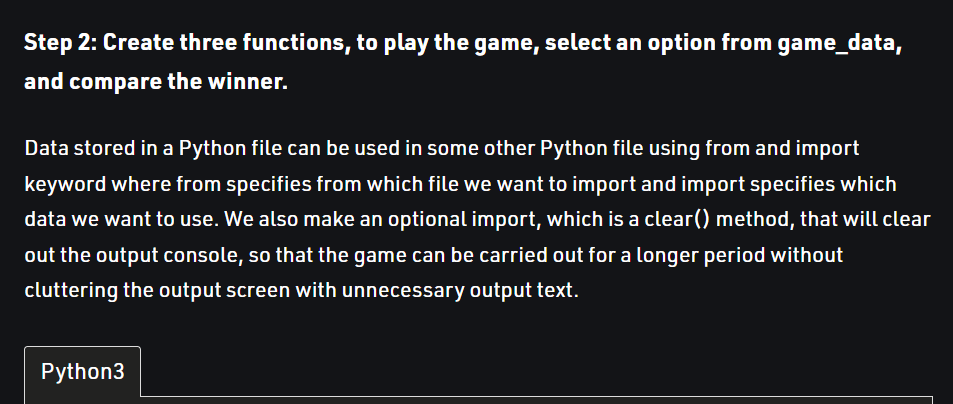 Step 2: Create three functions, to play the game, select an option from game_data,
and compare the winner.
Data stored in a Python file can be used in some other Python file using from and import
keyword where from specifies from which file we want to import and import specifies which
data we want to use. We also make an optional import, which is a clear() method, that will clear
out the output console, so that the game can be carried out for a longer period without
cluttering the output screen with unnecessary output text.
Python3